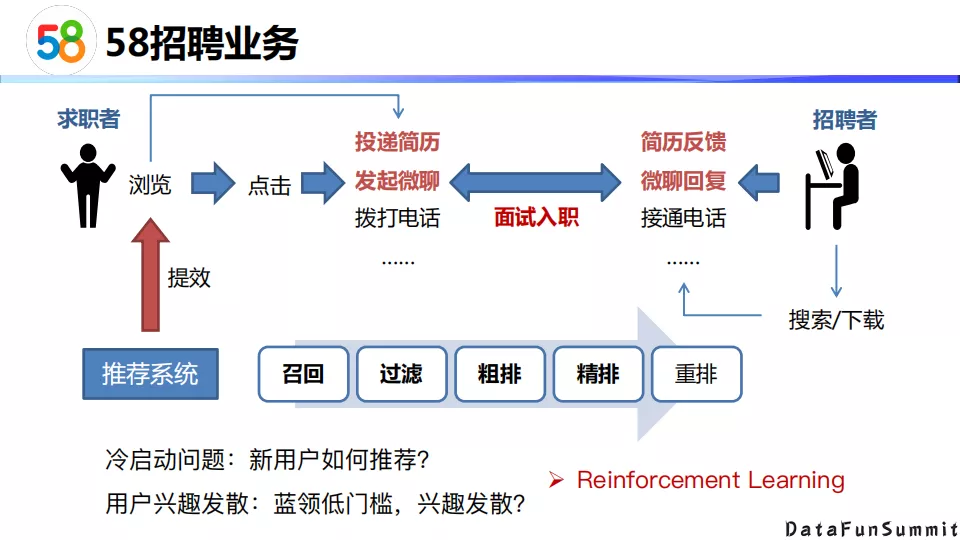 58
58招聘业务
求职者
招聘者
投递简历
简历反馈
浏览
点击
发起微聊
微聊回复
拨打电话
面试入职
接通电话
......
......
提效
搜索/下载
推荐系统
召回
过滤
粗排
精排
重排
冷启动问题：新用户如何推荐？
用户兴趣发散：蓝领低门槛，兴趣发散？
➢ Reinforcement Learning
DataFunSummit